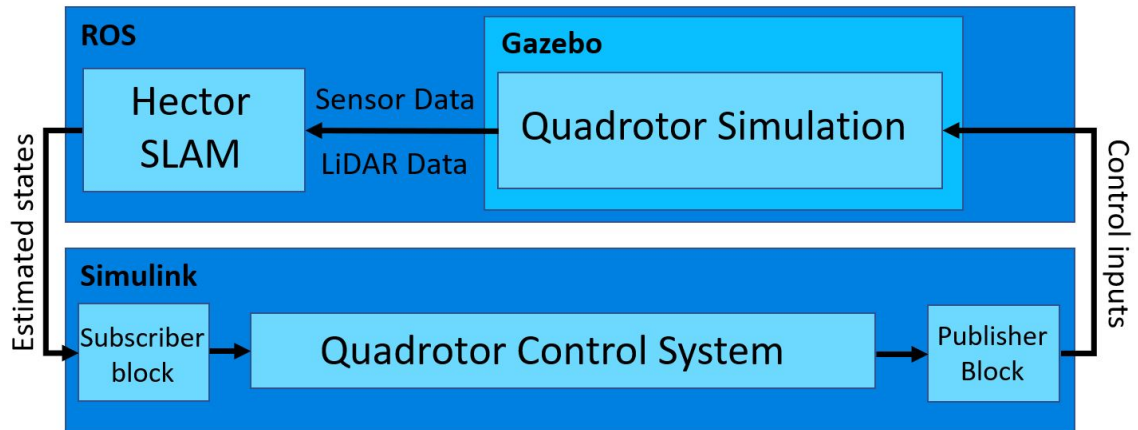 ROS
Gazebo
Hector
SLAM
Sensor Data
LiDAR Data
Quadrotor Simulation
Estimated states
Control inputs
Simulink
Subscriber
block
Quadrotor Control System
Publisher
Block